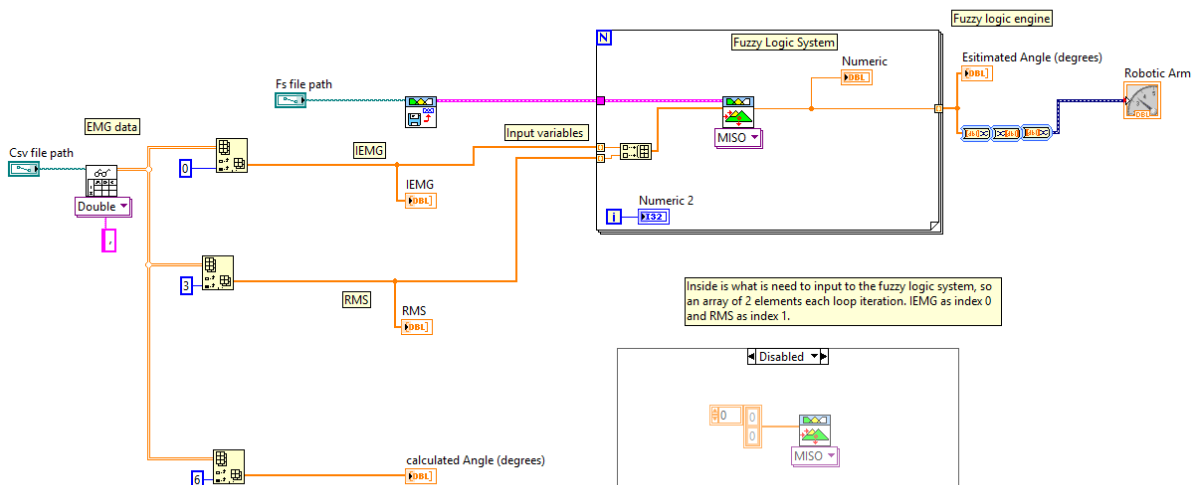 Fuzzy logic engine
N
Fuzzy Logic System
Numeric
DBL
Esitimated Angle (degrees)
DBL
Robotic Arm
DBL
Fs file path
EMG data
Input variables
MISO
Csv file path
IEMG
0
IEMG
DBL
Double
,
Numeric 2
i
I32
3
RMS
RMS
DBL
Inside is what is need to input to the fuzzy logic system, so
an array of 2 elements each loop iteration. IEMG as index 0
and RMS as index 1.
Disabled
0
0
0
MISO
calculated Angle (degrees)
DBL
6